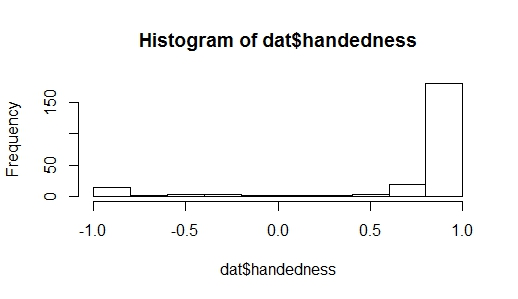 Histogram of dat$handedness
Frequency
150
50
0
-1.0 -0.5 0.0 0.5 1.0
dat$handedness